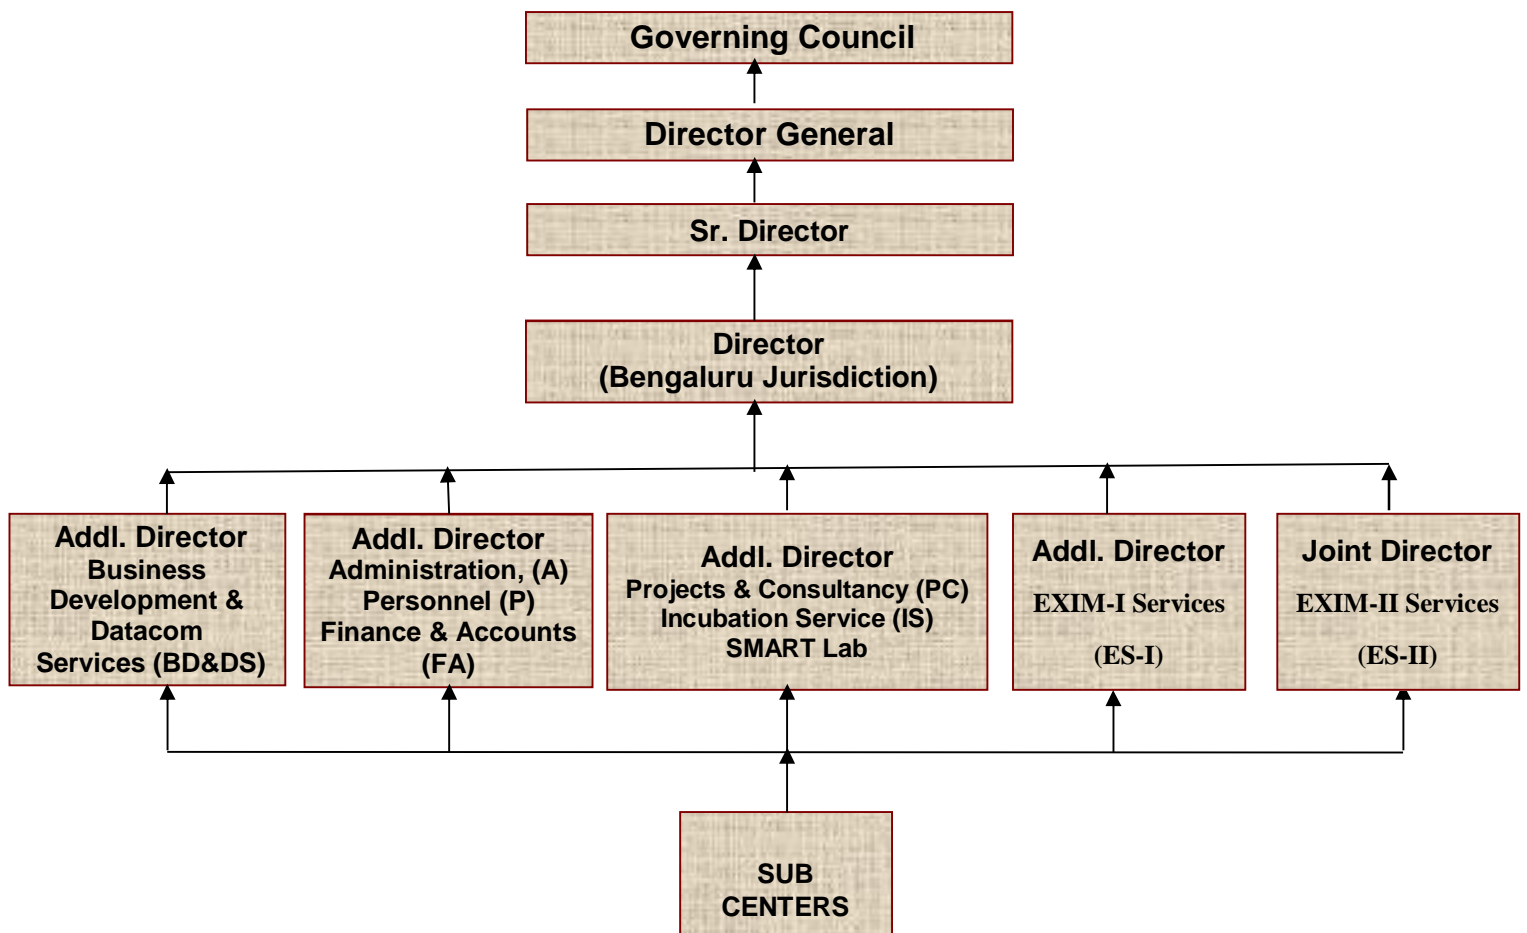 Governing Council
Director General
Sr. Director
Director
(Bengaluru Jurisdiction)
Addl. Director
Business
Development &
Datacom
Services (BD&DS)
Addl. Director
Administration, (A)
Personnel (P)
Finance & Accounts
(FA)
Addl. Director
Projects & Consultancy (PC)
Incubation Service (IS)
SMART Lab
Addl. Director
EXIM-I Services
(ES-I)
Joint Director
EXIM-II Services
(ES-II)
SUB
CENTERS